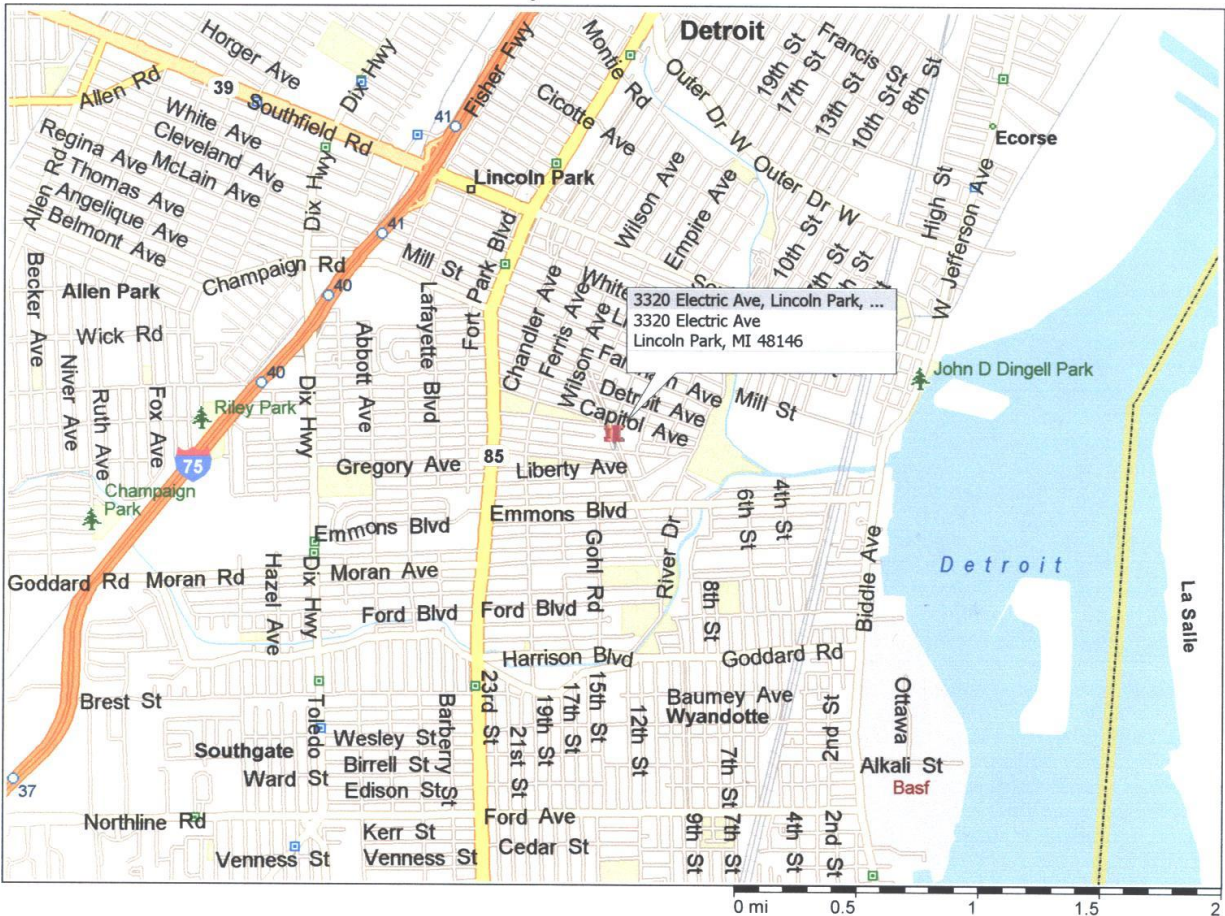 Detroit
Horger Ave
Dix Hwy
Fisher Fwy
Montie Rd
Outer Dr W
19th St
17th St
Francis St
13th St
10th St
8th St
Allen Rd
39
Southfield Rd
41
Cicotte Ave
Ecorse
White Ave
Cleveland Ave
McLain Ave
Regina Ave
Thomas Ave
Angelique Ave
Belmont Ave
Allen Rd
Dix Hwy
Lincoln Park
Wilson Ave
Empire Ave
Outer Dr W
High St
W Jefferson Ave
41
Mill St
Fort Park Blvd
10th St
Becker Ave
Allen Park
Champaign Rd
40
Lafayette Blvd
Chandler Ave
Ferris Ave
Wilson Ave
White
3320 Electric Ave, Lincoln Park, ...
3320 Electric Ave
Lincoln Park, MI 48146
Wick Rd
Abbott Ave
Niver Ave
Ruth Ave
Fox Ave
40
Dix Hwy
Riley Park
John D Dingell Park
Detroit Ave
Capitol Ave
Mill St
75
Gregory Ave
85
Liberty Ave
Champaign
Park
Emmons Blvd
Emmons Blvd
6th St
4th St
Gohl Rd
River Dr
Biddle Ave
Detroit
La Salle
Goddard Rd
Moran Rd
Hazel Ave
Dix Hwy
Moran Ave
Ford Blvd
Ford Blvd
8th St
Harrison Blvd
Goddard Rd
Brest St
Toledo
Barberry St
23rd St
21st St
19th St
17th St
15th St
12th St
Baumey Ave
Wyandotte
2nd St
Ottawa
Southgate
Wesley St
Birrell St
Ward St
Edison St
7th St
Alkali St
Basf
37
Northline Rd
Kerr St
Ford Ave
Venness St
Venness St
Cedar St
9th St
7th St
4th St
2nd St
0 mi 0.5 1 1.5 2